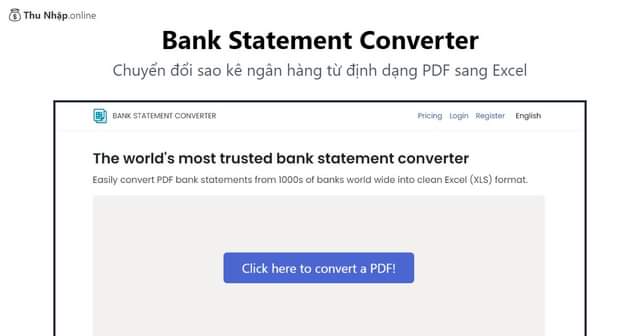 Thu Nhập.online
Bank Statement Converter
Chuyển đổi sao kê ngân hàng từ định dạng PDF sang Excel
BANK STATEMENT CONVERTER
Pricing Login Register English
The world's most trusted bank statement converter
Easily convert PDF bank statements from 1000s of banks world wide into clean Excel (XLS) format.
Click here to convert a PDF!